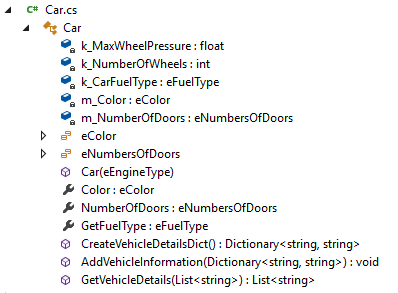 C# Car.cs
Car
k_MaxWheelPressure : float
k_NumberOfWheels : int
k_CarFuelType : eFuelType
m_Color : eColor
m_NumberOfDoors : eNumbersOfDoors
eColor
eNumbersOfDoors
Car(eEngineType)
Color : eColor
NumberOfDoors : eNumbersOfDoors
GetFuelType : eFuelType
CreateVehicleDetailsDict() : Dictionary<string, string>
AddVehicleInformation(Dictionary<string, string>) : void
GetVehicleDetails(List<string>) : List<string>